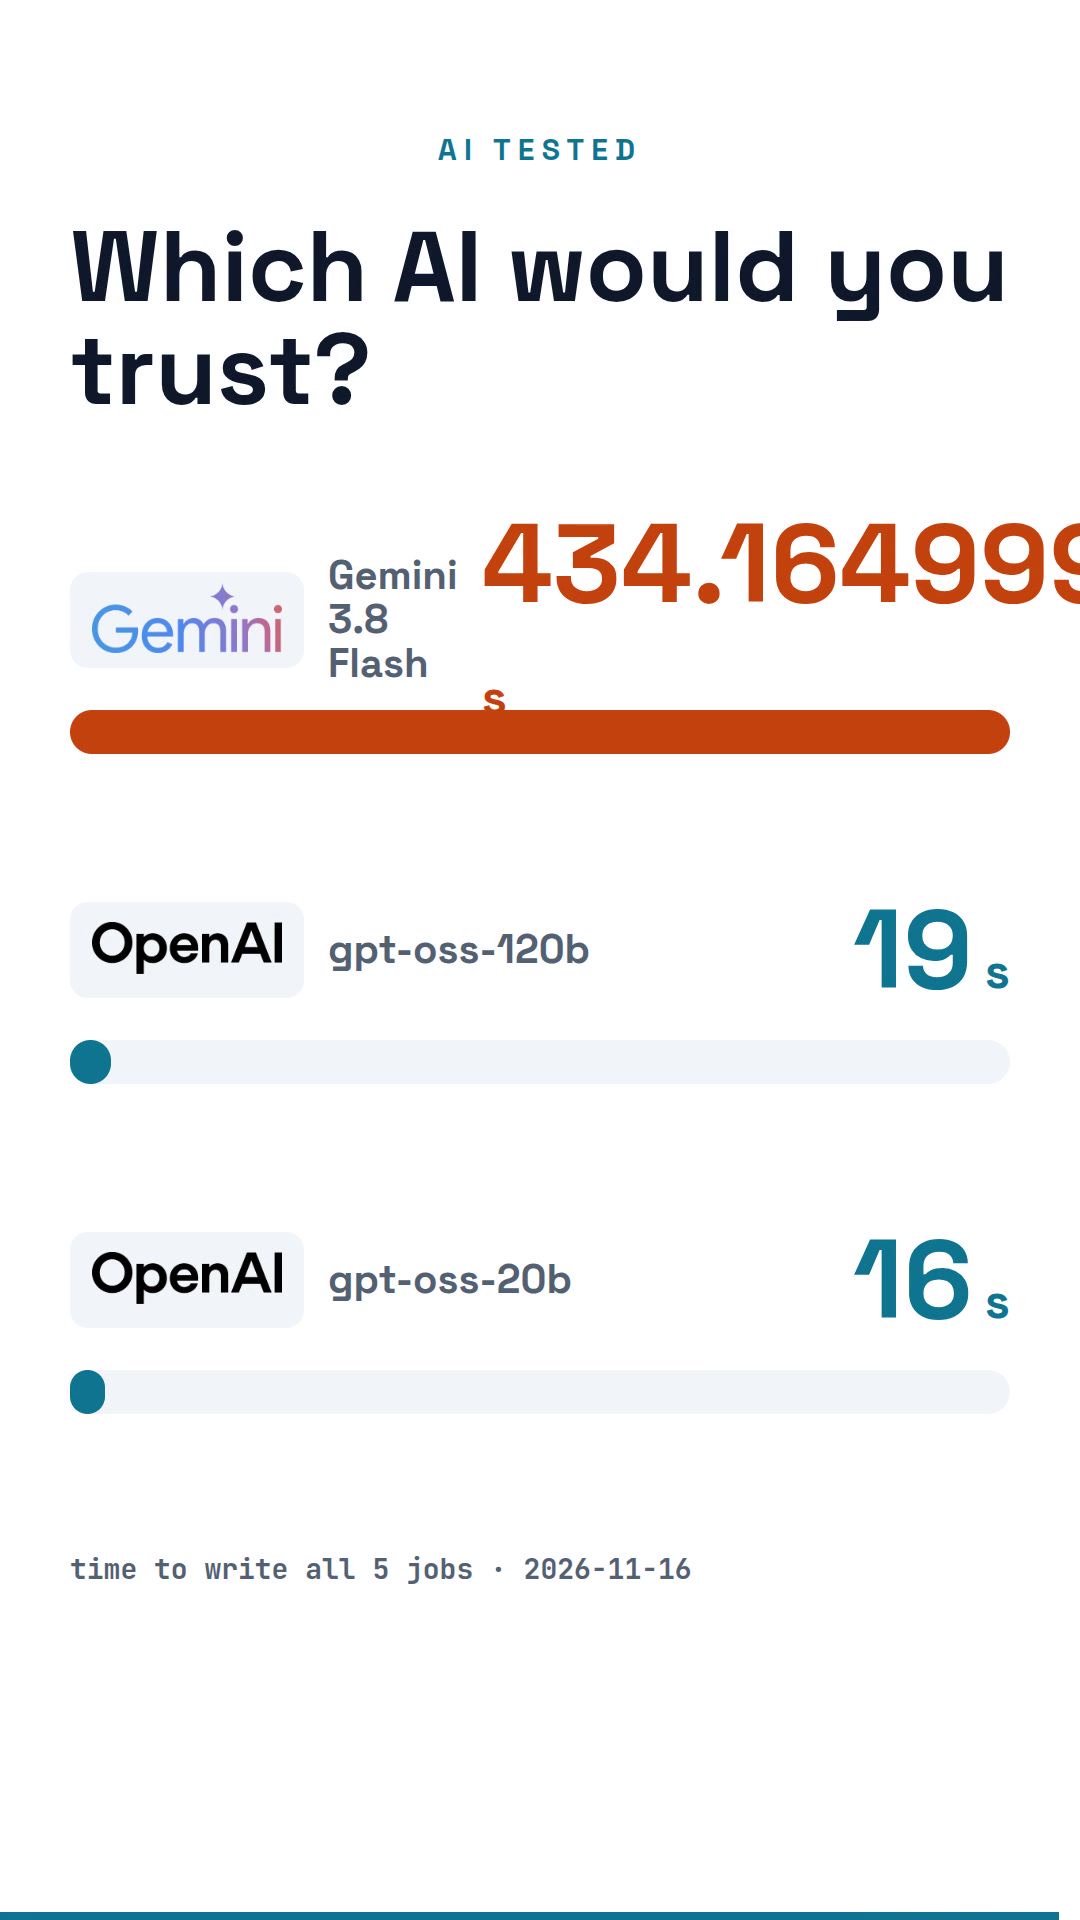 AI TESTED
Which AI would you
trust?
Gemini
Gemini
3.8
Flash
434.164999
s
OpenAI
gpt-oss-120b
19 s
OpenAI
gpt-oss-20b
16 s
time to write all 5 jobs · 2026-11-16